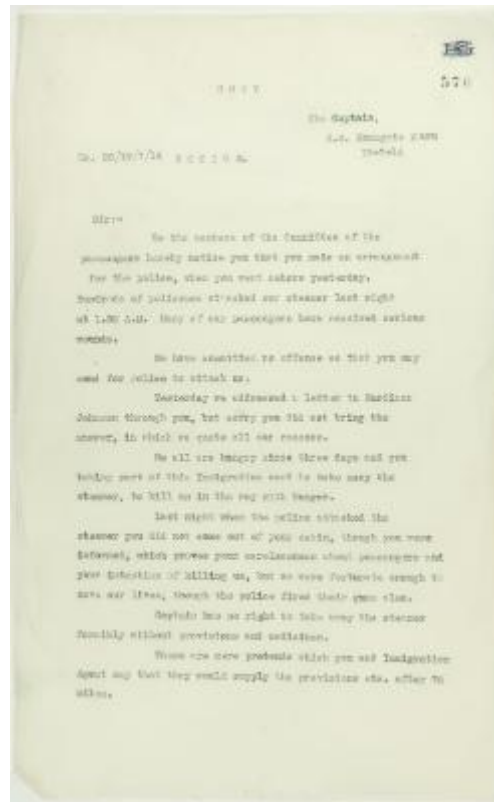 570
The Captain,
s.s. Komagata MARU
Sir:-
We the members of the Committee of the
passengers hereby notice you that you made an arrangement
for the police, when you went ashore yesterday.
Hundreds of policemen attacked our steamer last night
at 1.30 A.M. Many of our passengers have received serious
wounds.
We have committed no offense so that you may
send for police to attack us.
Yesterday we addressed a letter to
Johnson through you, but sorry you did not bring the
answer, in which we quote all our reasons.
We all are hungry since three days and you
taking part of this Immigration want to take away the
steamer, to kill us in the way with hunger.
Last night when the police attacked the
steamer you did not come out of your cabin, though you were
informed, which proves your carelessness about passengers and
your intention of killing us, but we were fortunate enough to
save our lives, though the police fired their guns also.
Captain has no right to take away the steamer
forcibly without provisions and
These are mere pretends which you and Immigration
Agent say that they would supply the provisions etc. after
miles.